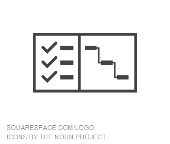 SQUARESPACE.COM/LOGO
ICONS BY THE NOUN PROJECT